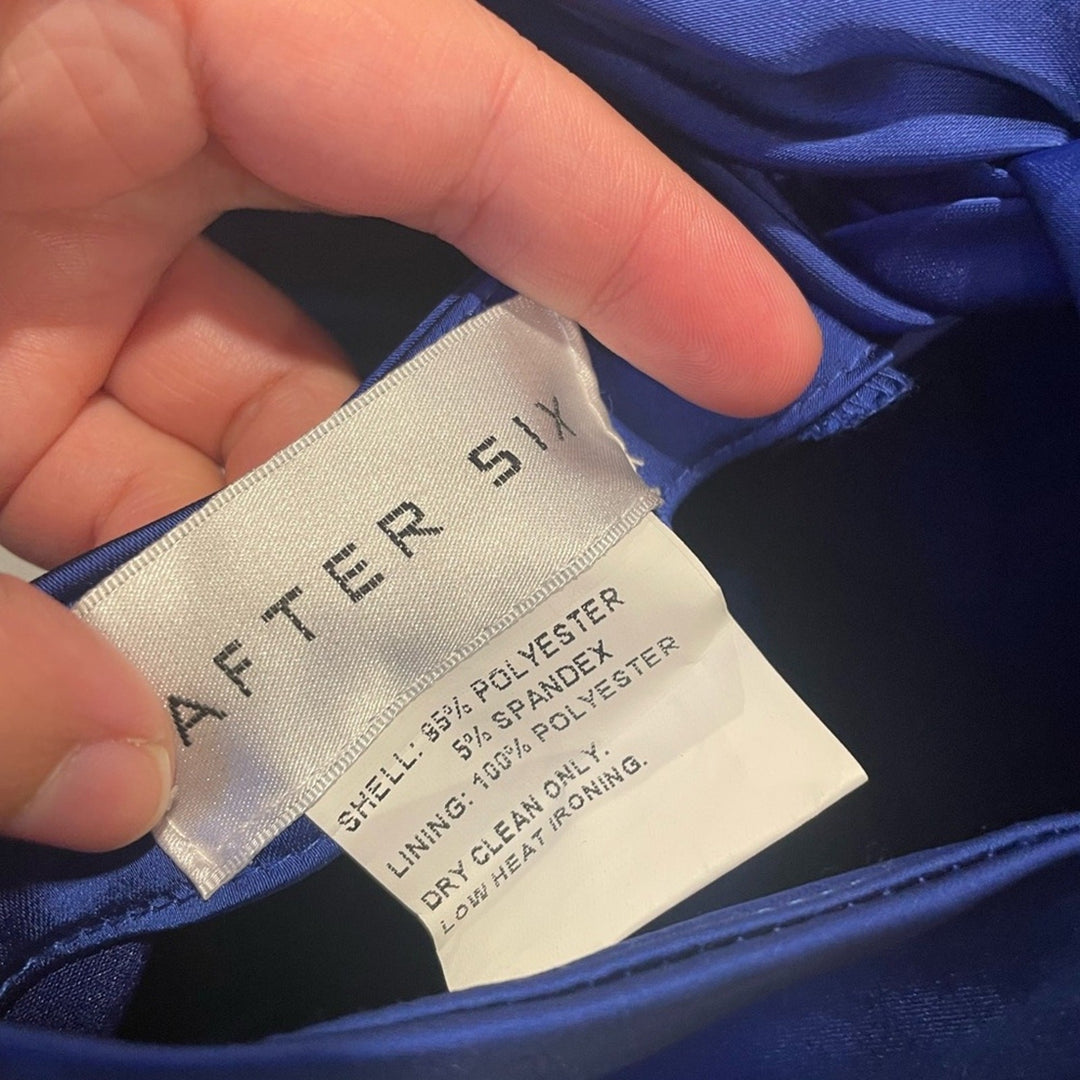 AFTER SIX
SHELL: 95% POLYESTER
5% SPANDEX
LINING: 100% POLYESTER
DRY CLEAN ONLY.
LOW HEAT IRONING.